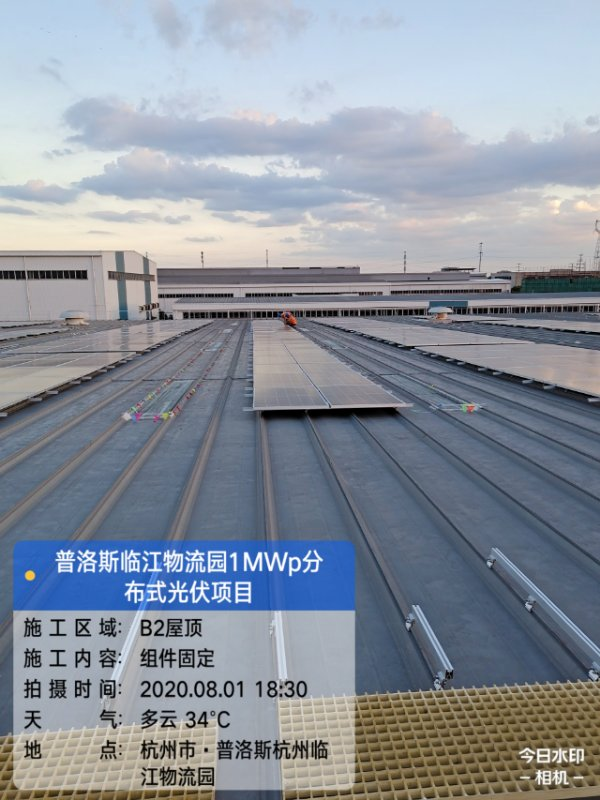 普洛斯临江物流园1MWp分
布式光伏项目
施工区域: B2屋顶
施工内容: 组件固定
拍摄时间: 2020.08.01 18:30
天气: 多云 34℃
地点: 杭州市·普洛斯杭州临
江物流园
今日水印
- 相机 -